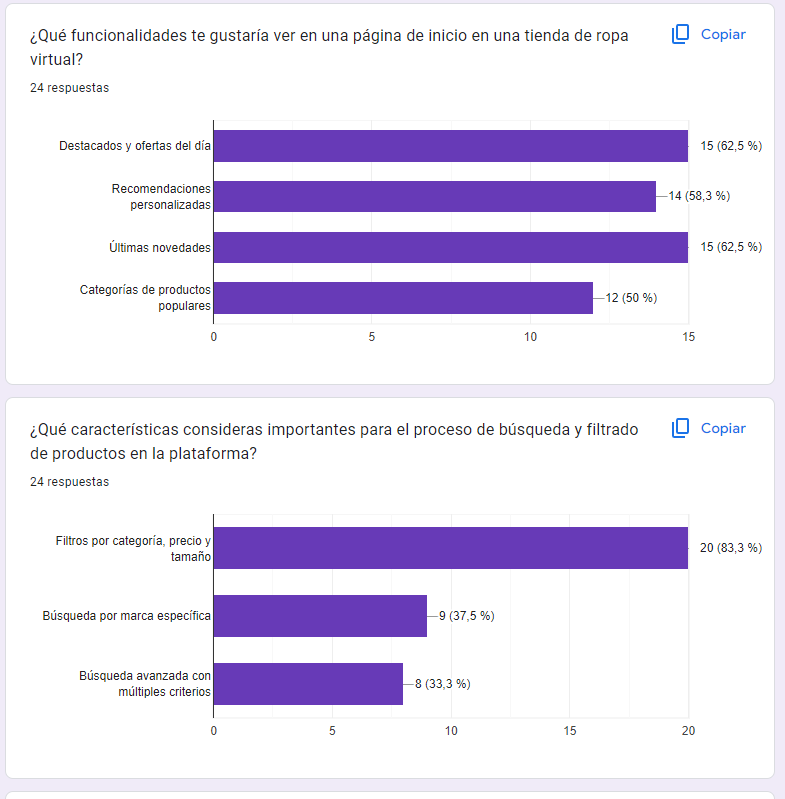 ¿Qué funcionalidades te gustaría ver en una página de inicio en una tienda de ropa
virtual?
Copiar
24 respuestas
Destacados y ofertas del día
15 (62,5 %)
Recomendaciones
personalizadas
14 (58,3 %)
Últimas novedades
15 (62,5 %)
Categorías de productos
populares
12 (50 %)
0 5 10 15
¿Qué características consideras importantes para el proceso de búsqueda y filtrado
de productos en la plataforma?
Copiar
24 respuestas
Filtros por categoría, precio y
tamaño
20 (83,3 %)
Búsqueda por marca específica
9 (37,5 %)
Búsqueda avanzada con
múltiples criterios
8 (33,3 %)
0 5 10 15 20